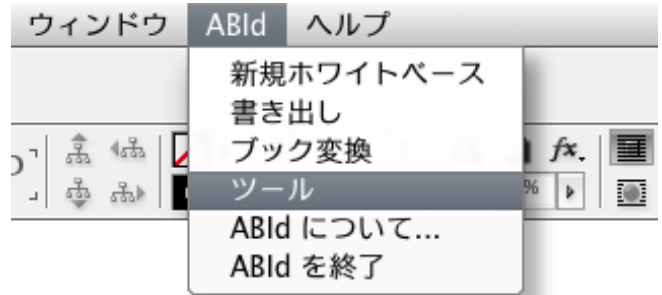 ウィンドウ ABId ヘルプ
新規ホワイトベース
書き出し
ブック変換
ツール
ABId について...
ABId を終了
fx.
%